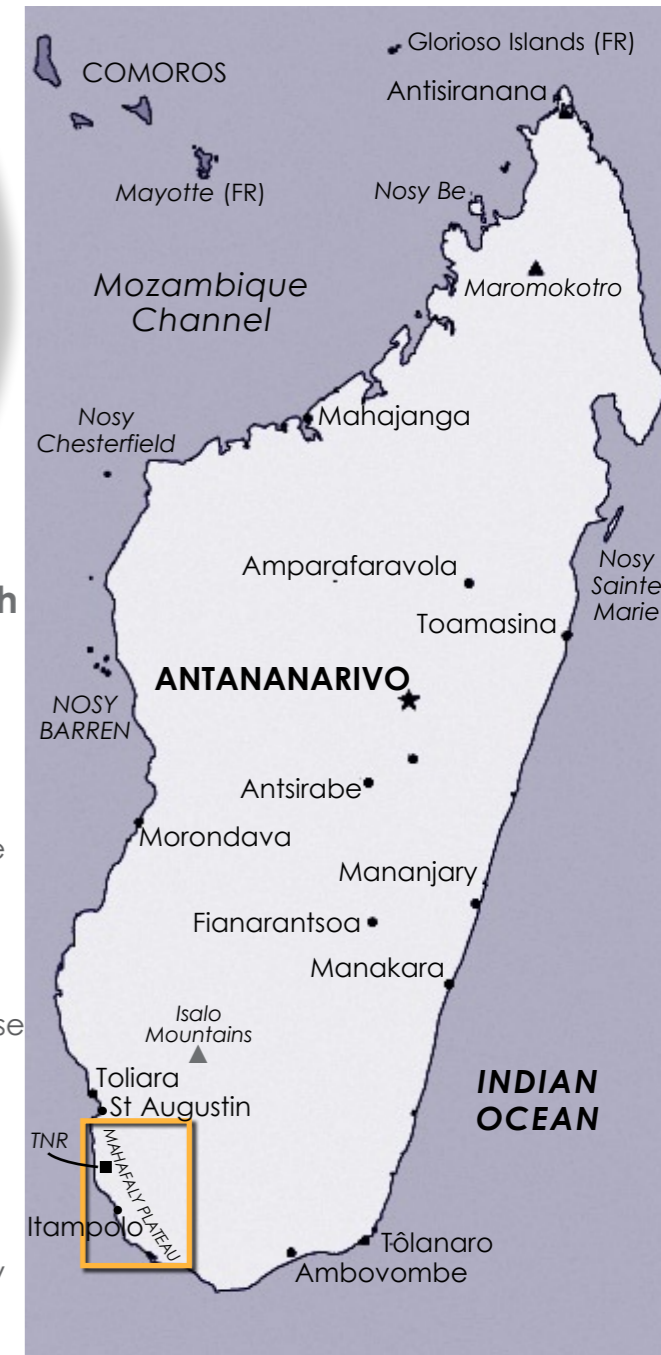 Glorioso Islands (FR)
COMOROS
Antisiranana
Mayotte (FR)
Nosy Be
Mozambique
Channel
Maromokotro
Nosy
Chesterfield
Mahajanga
Amparafaravola
Nosy
Sainte
Marie
Toamasina
ANTANANARIVO
NOSY
BARREN
Antsirabe
Morondava
Mananjary
Fianarantsoa
Manakara
Isalo
Mountains
INDIAN
OCEAN
Toliara
St Augustin
TNR
MAHAFALY PLATEAU
Itampolo
Tôlanaro
Ambovombe